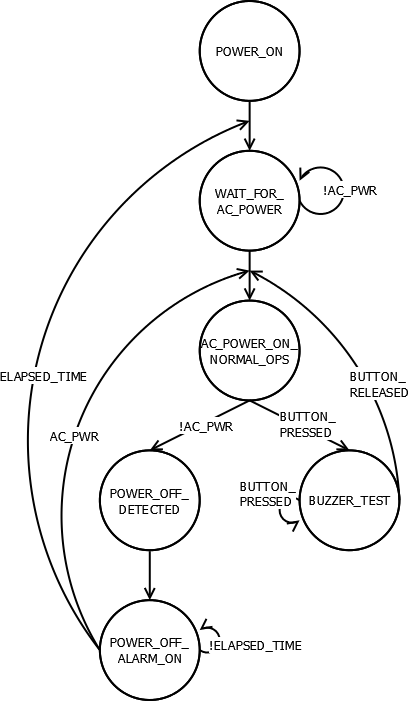 POWER_ON
WAIT_FOR_
AC_POWER
!AC_PWR
AC_POWER_ON_
NORMAL_OPS
ELAPSED_TIME
BUTTON_
RELEASED
!AC_PWR
BUTTON_
PRESSED
AC_PWR
POWER_OFF_
DETECTED
BUTTON_
PRESSED
BUZZER_TEST
POWER_OFF_
ALARM_ON
!ELAPSED_TIME